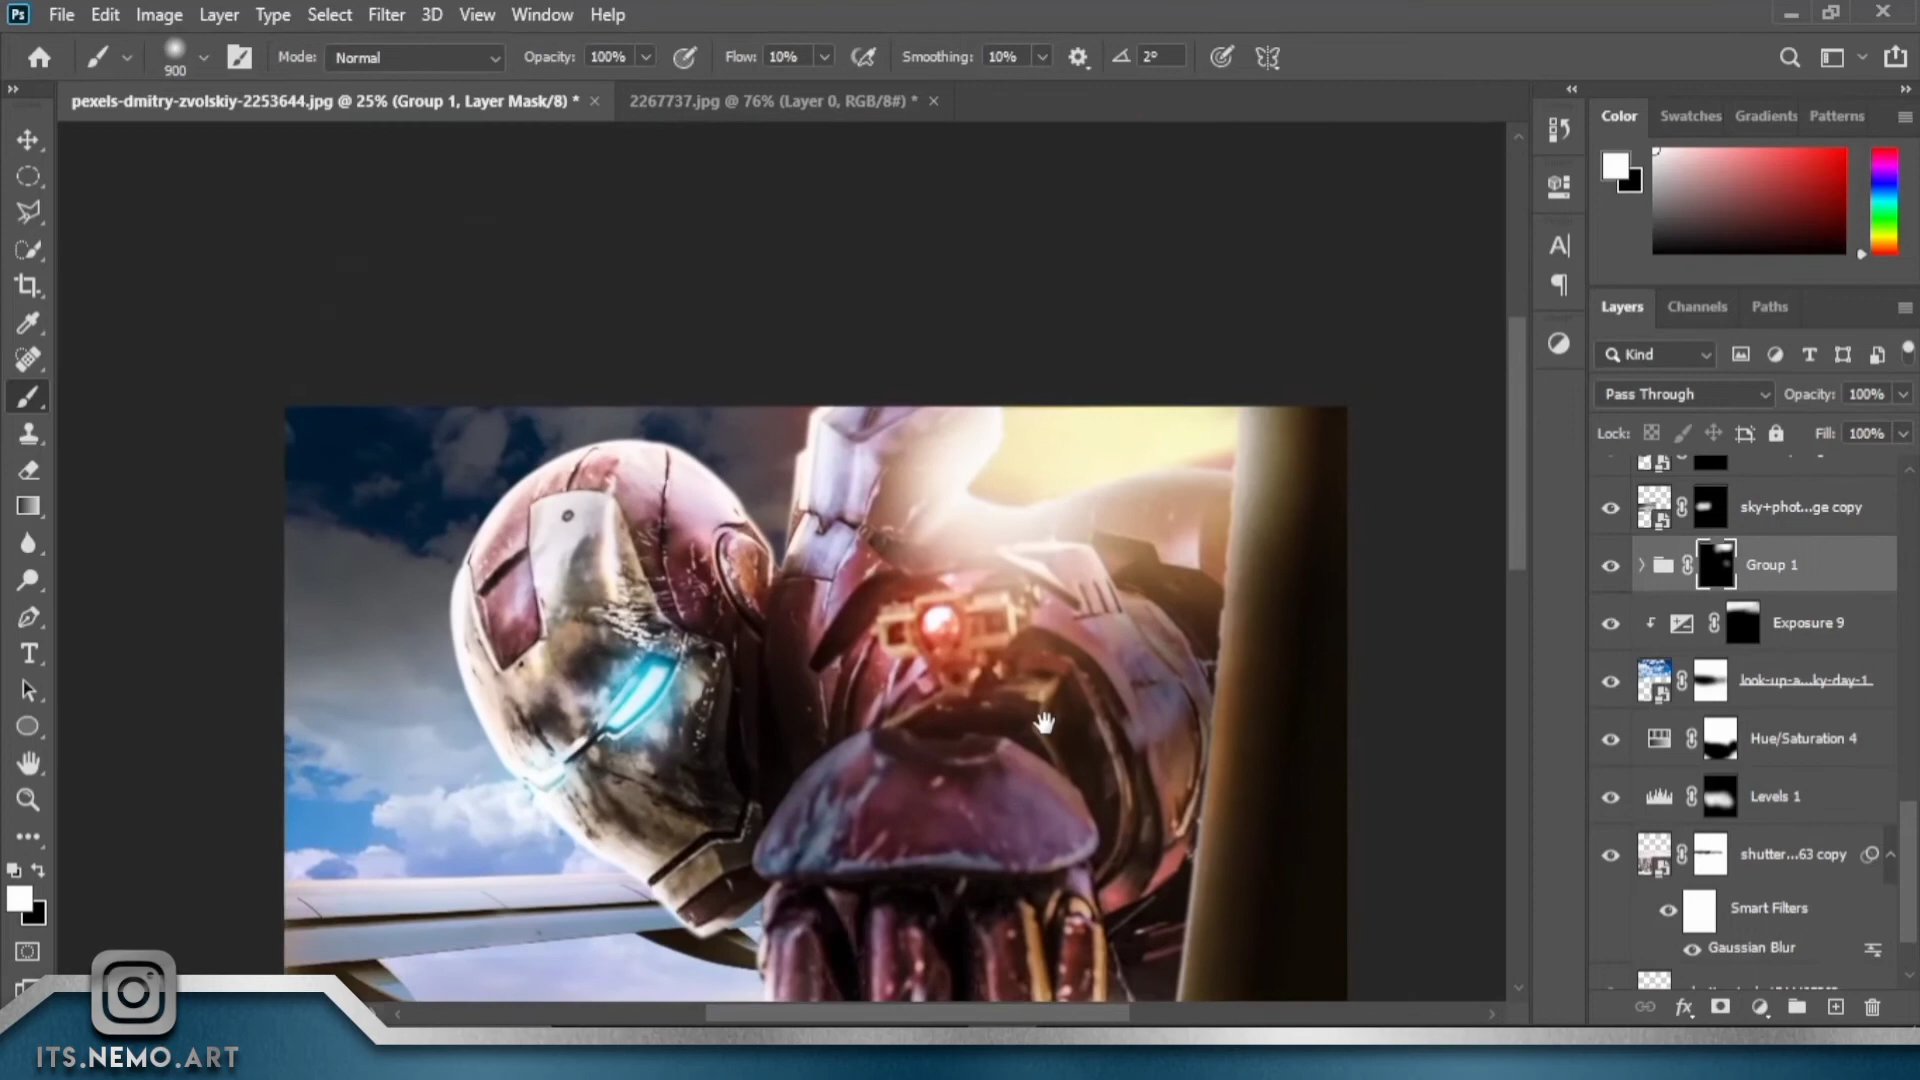 Ps File Edit Image Layer Type Select Filter 3D View Window Help
900 Mode: Normal Opacity: 100% Flow: 10% Smoothing: 10% 2°
pexels-dmitry-zvolskiy-2253644.jpg @ 25% (Group 1, Layer Mask/8) * × 2267737.jpg @ 76% (Layer 0, RGB/8#) * ×
Color Swatches Gradients Patterns
Layers Channels Paths
Kind
Pass Through Opacity: 100%
Lock: Fill: 100%
sky+phot...ge copy
Group 1
Exposure 9
look-up-a...ky-day-1
Hue/Saturation 4
Levels 1
shutter...63 copy
Smart Filters
Gaussian Blur
fx
ITS.NEMO.ART